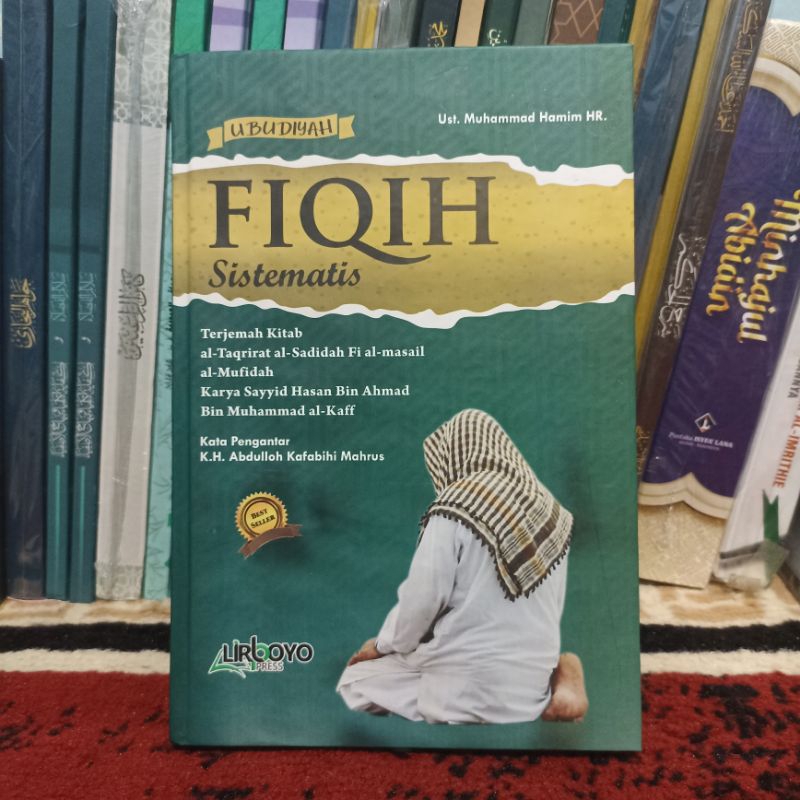 UBUDIYAH
Ust. Muhammad Hamim HR.
FIQIH
Sistematis
Terjemah Kitab
al-Taqrirat al-Sadidah Fi al-masail
al-Mufidah
Karya Sayyid Hasan Bin Ahmad
Bin Muhammad al-Kaff
Kata Pengantar
K.H. Abdulloh Kafabihi Mahrus
BEST
SELLER
LIRBOYO
PRESS
Minhajul
Abidin
AL-IMRITHIE